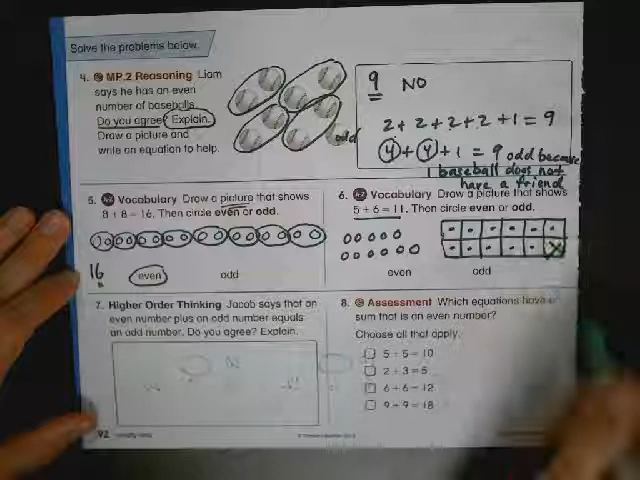 Solve the problems below.
4. MP.2 Reasoning Liam
says he has an even
number of baseballs.
Do you agree? Explain.
Draw a picture and
write an equation to help.
odd
9 NO
2+2+2+2+1=9
4+4+1=9 odd because
1 baseball does not
have a friend
5. A-Z Vocabulary Draw a picture that shows
8 + 8 = 16. Then circle even or odd.
16 even odd
6. A-Z Vocabulary Draw a picture that shows
5 + 6 = 11. Then circle even or odd.
even odd
7. Higher Order Thinking Jacob says that an
even number plus an odd number equals
an odd number. Do you agree? Explain.
8. Assessment Which equations have a
sum that is an even number?
Choose all that apply.
5 + 5 = 10
2 + 3 = 5
6 + 6 = 12
9 + 9 = 18
92